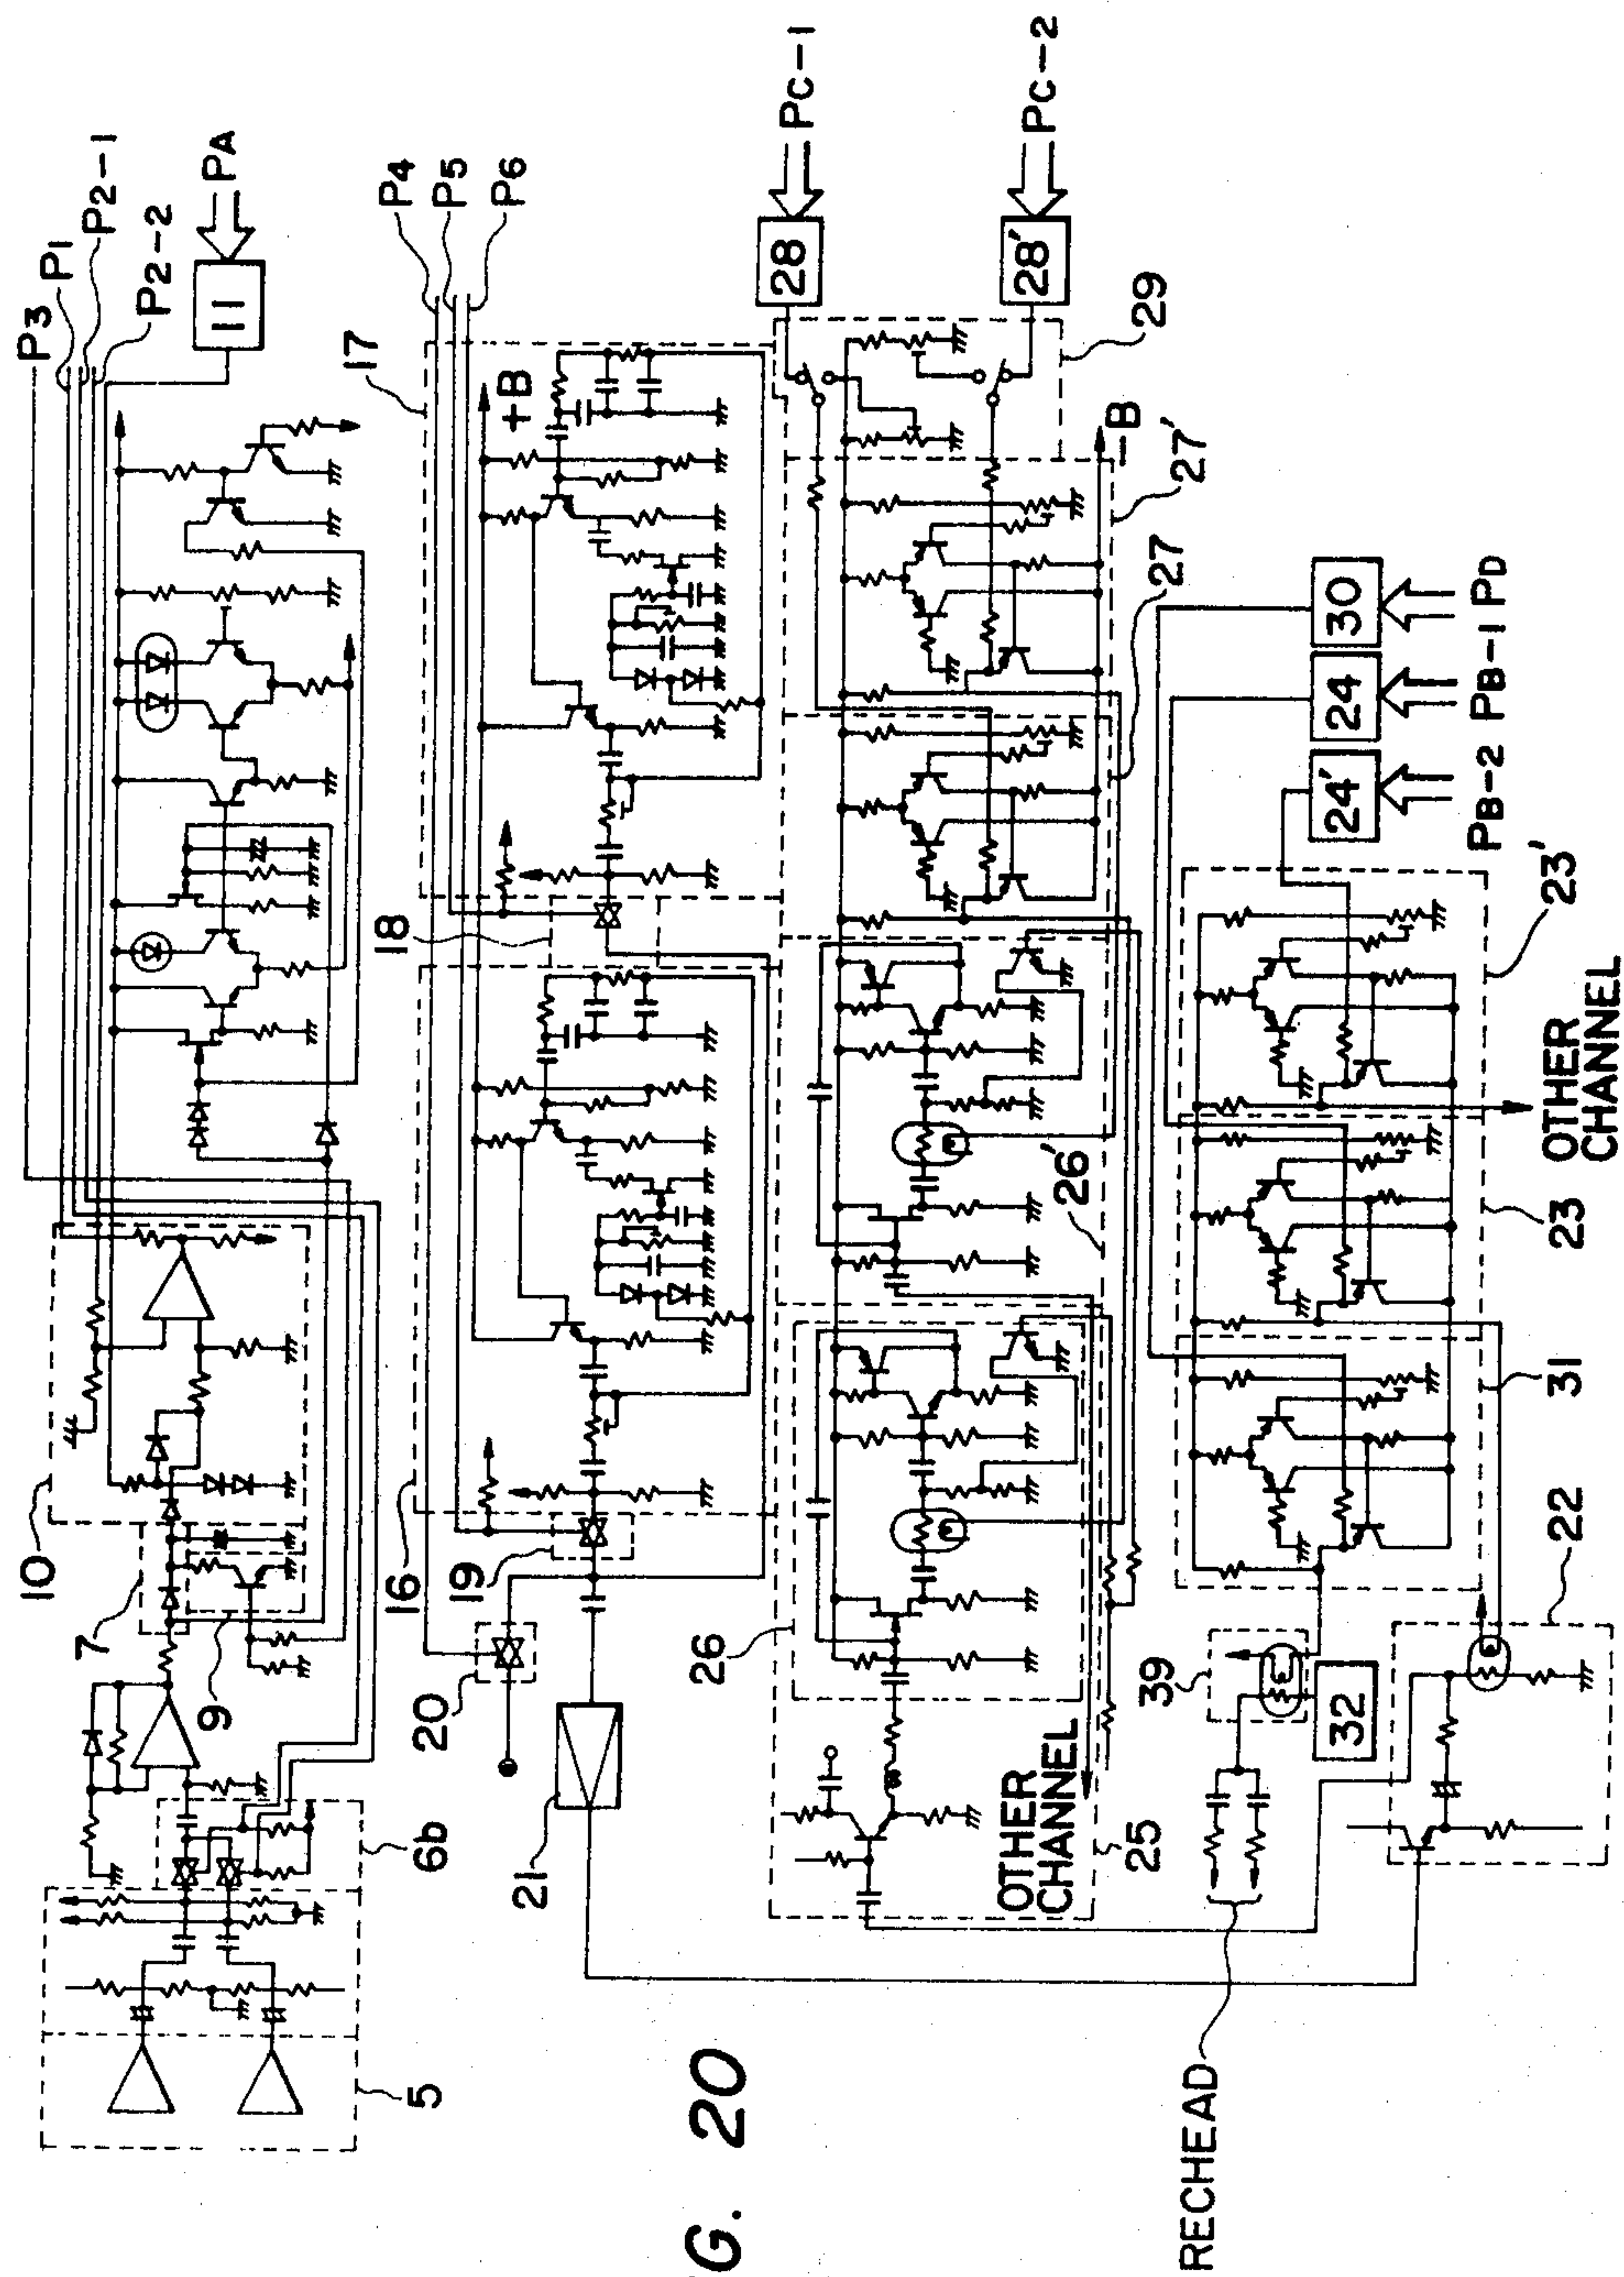 P3
P1
P2-1
P2-2
PA
11
10
7
9
6b
5
P4
P5
P6
17
+B
18
16
19
20
21
28
PC-1
28'
PC-2
29
-B
27'
27
26'
26
OTHER
CHANNEL
25
30
PD
24
PB-1
24'
PB-2
23'
OTHER
CHANNEL
23
31
39
32
22
RECHEAD
G. 20